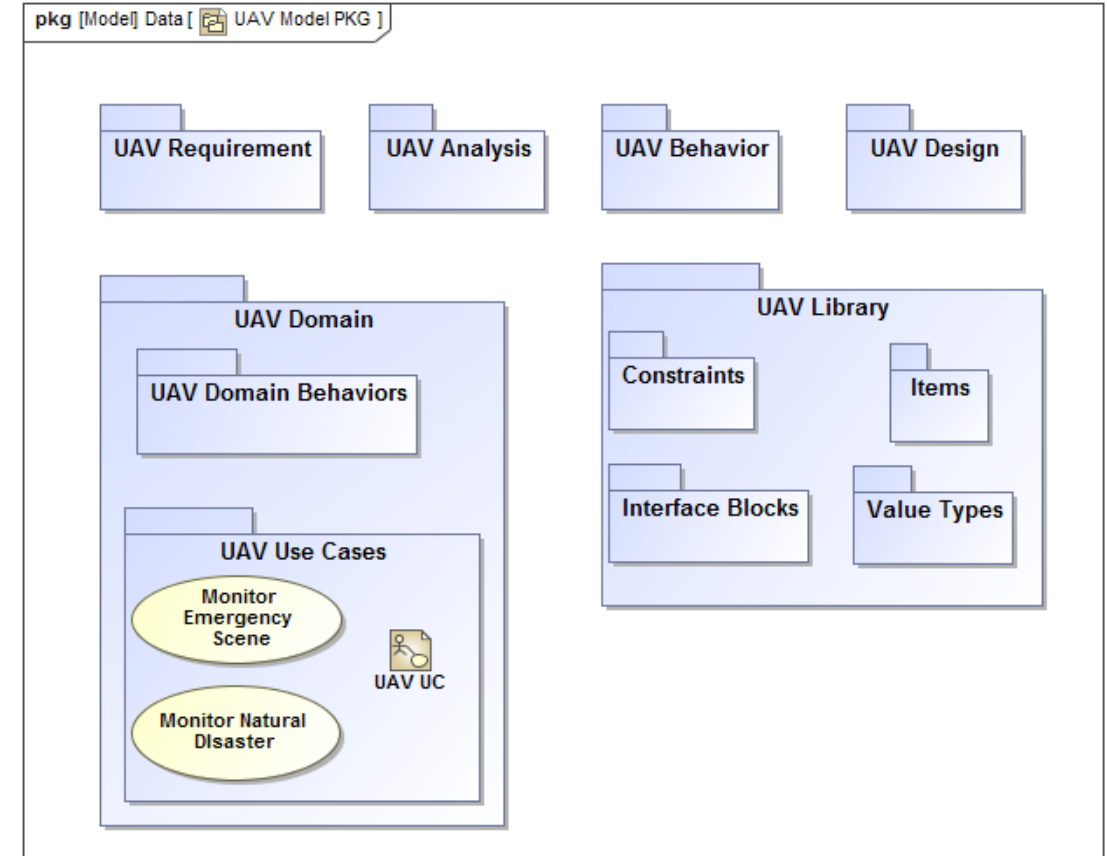 pkg [Model] Data [ UAV Model PKG ]
UAV Requirement
UAV Analysis
UAV Behavior
UAV Design
UAV Domain
UAV Domain Behaviors
UAV Use Cases
Monitor
Emergency
Scene
UAV UC
Monitor Natural
DIsaster
UAV Library
Constraints
Items
Interface Blocks
Value Types